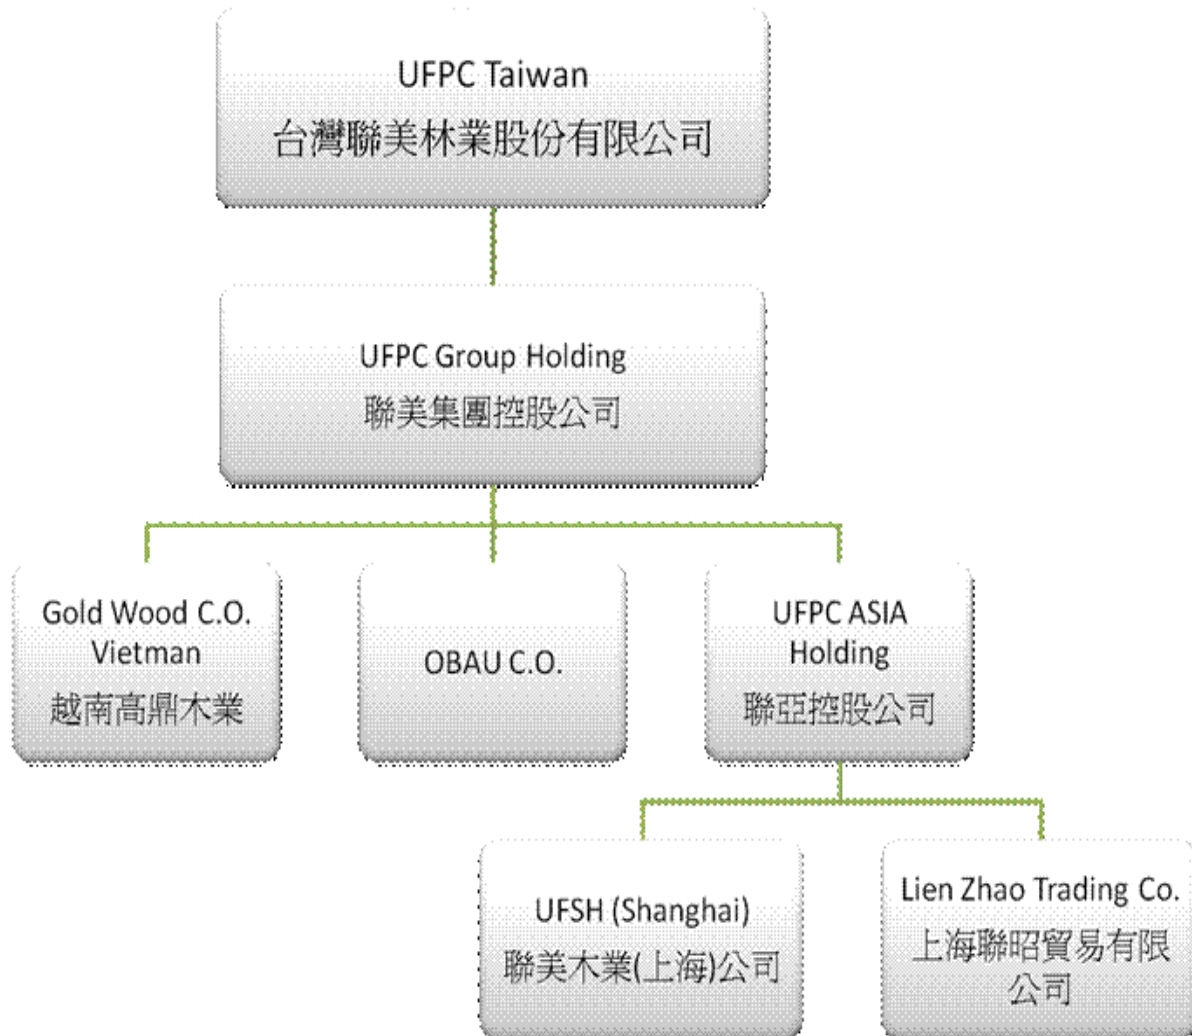 UFPC Taiwan
台灣聯美林業股份有限公司
UFPC Group Holding
聯美集團控股公司
Gold Wood C.O.
Vietman
越南高鼎木業
OBAU C.O.
UFPC ASIA
Holding
聯亞控股公司
UFSH (Shanghai)
聯美木業(上海)公司
Lien Zhao Trading Co.
上海聯昭貿易有限
公司